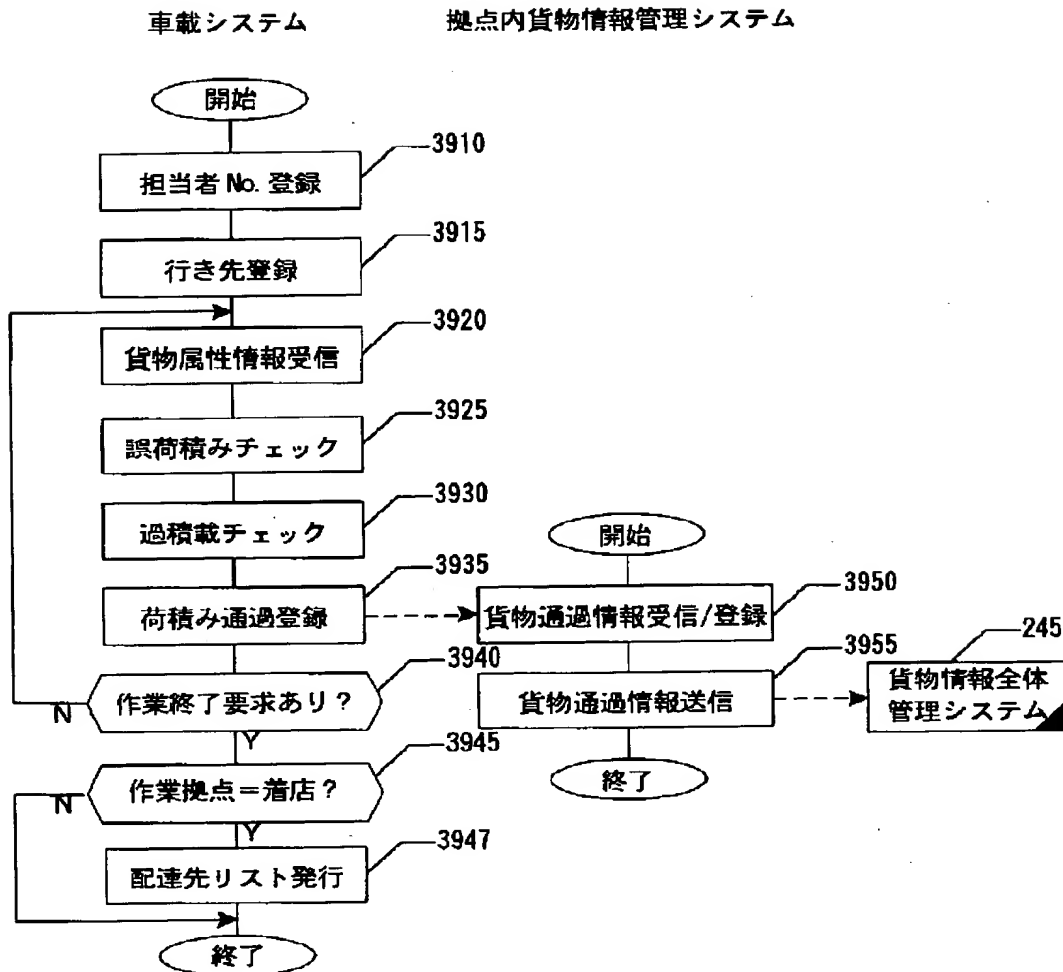 車載システム
拠点内貨物情報管理システム
開始
3910
担当者 No. 登録
3915
行き先登録
3920
貨物属性情報受信
3925
誤荷積みチェック
3930
過積載チェック
3935
荷積み通過登録
3940
作業終了要求あり?
N
Y
3945
作業拠点=着店?
N
Y
3947
配達先リスト発行
終了
開始
3950
貨物通過情報受信/登録
3955
貨物通過情報送信
終了
245
貨物情報全体
管理システム